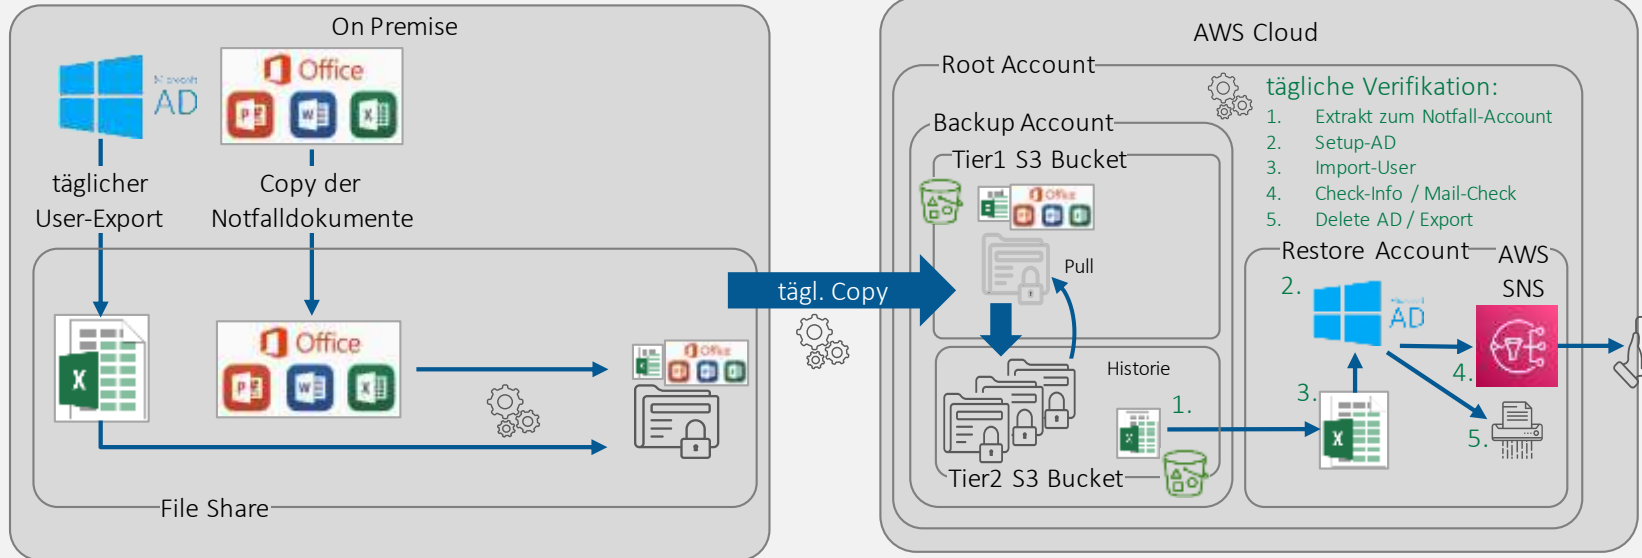 On Premise
Microsoft
AD
Office
täglicher
User-Export
Copy der
Notfalldokumente
Office
Office
File Share
tägl. Copy
AWS Cloud
Root Account
tägliche Verifikation:
1. Extrakt zum Notfall-Account
2. Setup-AD
3. Import-User
4. Check-Info / Mail-Check
5. Delete AD / Export
Backup Account
Tier1 S3 Bucket
Office
Pull
Historie
1.
Tier2 S3 Bucket
Restore Account
AWS
SNS
2.
AD
3.
4.
5.